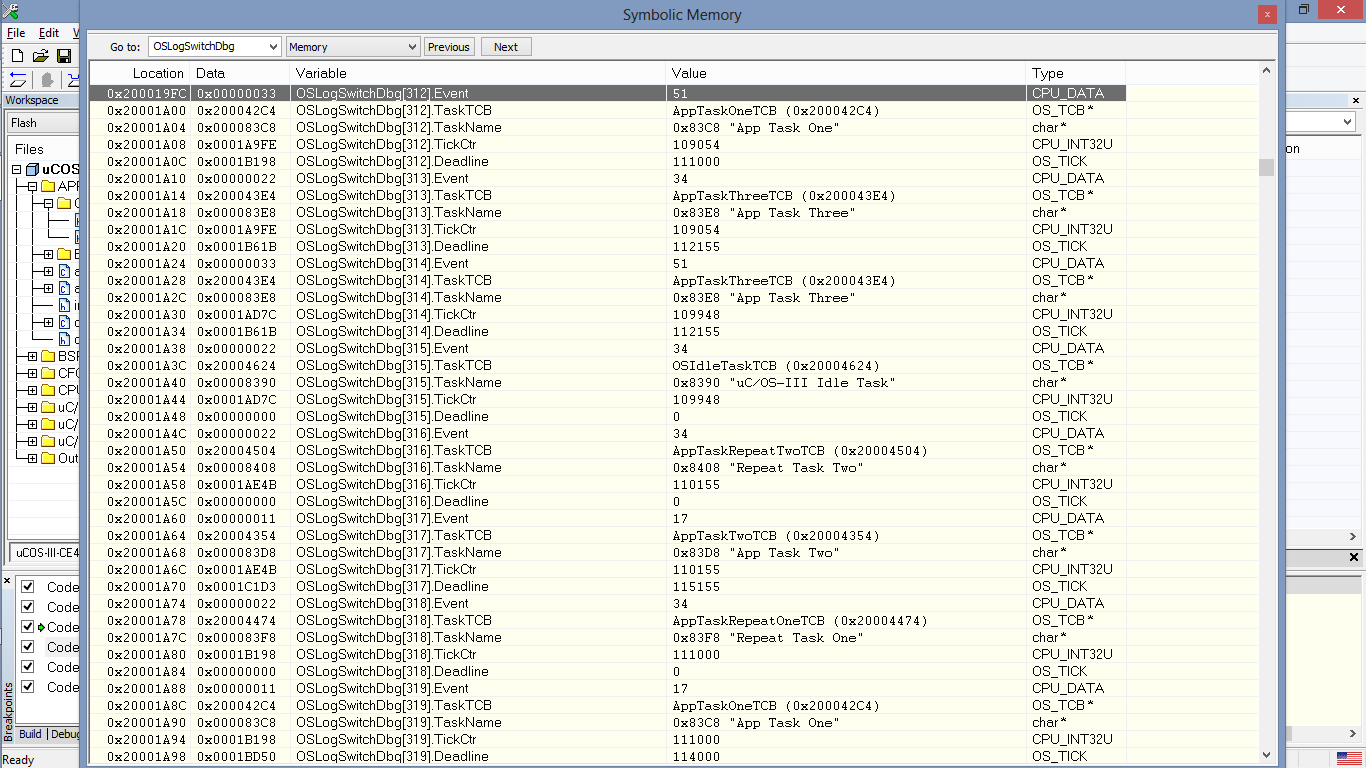 Symbolic Memory
File Edit
Go to: OSLogSwitchDbg Memory Previous Next
Workspace
Flash
Files
Location Data Variable Value Type
0x200019FC 0x00000033 OSLogSwitchDbg[312].Event 51 CPU_DATA
0x20001A00 0x200042C4 OSLogSwitchDbg[312].TaskTCB AppTaskOneTCB (0x200042C4) OS_TCB*
0x20001A04 0x000083C8 OSLogSwitchDbg[312].TaskName 0x83C8 "App Task One" char*
0x20001A08 0x0001A9FE OSLogSwitchDbg[312].TickCtr 109054 CPU_INT32U
0x20001A0C 0x0001B198 OSLogSwitchDbg[312].Deadline 111000 OS_TICK
0x20001A10 0x00000022 OSLogSwitchDbg[313].Event 34 CPU_DATA
0x20001A14 0x200043E4 OSLogSwitchDbg[313].TaskTCB AppTaskThreeTCB (0x200043E4) OS_TCB*
0x20001A18 0x000083E8 OSLogSwitchDbg[313].TaskName 0x83E8 "App Task Three" char*
0x20001A1C 0x0001A9FE OSLogSwitchDbg[313].TickCtr 109054 CPU_INT32U
0x20001A20 0x0001B61B OSLogSwitchDbg[313].Deadline 112155 OS_TICK
0x20001A24 0x00000033 OSLogSwitchDbg[314].Event 51 CPU_DATA
0x20001A28 0x200043E4 OSLogSwitchDbg[314].TaskTCB AppTaskThreeTCB (0x200043E4) OS_TCB*
0x20001A2C 0x000083E8 OSLogSwitchDbg[314].TaskName 0x83E8 "App Task Three" char*
0x20001A30 0x0001AD7C OSLogSwitchDbg[314].TickCtr 109948 CPU_INT32U
0x20001A34 0x0001B61B OSLogSwitchDbg[314].Deadline 112155 OS_TICK
0x20001A38 0x00000022 OSLogSwitchDbg[315].Event 34 CPU_DATA
0x20001A3C 0x20004624 OSLogSwitchDbg[315].TaskTCB OSIdleTaskTCB (0x20004624) OS_TCB*
0x20001A40 0x00008390 OSLogSwitchDbg[315].TaskName 0x8390 "uC/OS-III Idle Task" char*
0x20001A44 0x0001AD7C OSLogSwitchDbg[315].TickCtr 109948 CPU_INT32U
0x20001A48 0x00000000 OSLogSwitchDbg[315].Deadline 0 OS_TICK
0x20001A4C 0x00000022 OSLogSwitchDbg[316].Event 34 CPU_DATA
0x20001A50 0x20004504 OSLogSwitchDbg[316].TaskTCB AppTaskRepeatTwoTCB (0x20004504) OS_TCB*
0x20001A54 0x00008408 OSLogSwitchDbg[316].TaskName 0x8408 "Repeat Task Two" char*
0x20001A58 0x0001AE4B OSLogSwitchDbg[316].TickCtr 110155 CPU_INT32U
0x20001A5C 0x00000000 OSLogSwitchDbg[316].Deadline 0 OS_TICK
0x20001A60 0x00000011 OSLogSwitchDbg[317].Event 17 CPU_DATA
0x20001A64 0x20004354 OSLogSwitchDbg[317].TaskTCB AppTaskTwoTCB (0x20004354) OS_TCB*
0x20001A68 0x000083D8 OSLogSwitchDbg[317].TaskName 0x83D8 "App Task Two" char*
0x20001A6C 0x0001AE4B OSLogSwitchDbg[317].TickCtr 110155 CPU_INT32U
0x20001A70 0x0001C1D3 OSLogSwitchDbg[317].Deadline 115155 OS_TICK
0x20001A74 0x00000022 OSLogSwitchDbg[318].Event 34 CPU_DATA
0x20001A78 0x20004474 OSLogSwitchDbg[318].TaskTCB AppTaskRepeatOneTCB (0x20004474) OS_TCB*
0x20001A7C 0x000083F8 OSLogSwitchDbg[318].TaskName 0x83F8 "Repeat Task One" char*
0x20001A80 0x0001B198 OSLogSwitchDbg[318].TickCtr 111000 CPU_INT32U
0x20001A84 0x00000000 OSLogSwitchDbg[318].Deadline 0 OS_TICK
0x20001A88 0x00000011 OSLogSwitchDbg[319].Event 17 CPU_DATA
0x20001A8C 0x200042C4 OSLogSwitchDbg[319].TaskTCB AppTaskOneTCB (0x200042C4) OS_TCB*
0x20001A90 0x000083C8 OSLogSwitchDbg[319].TaskName 0x83C8 "App Task One" char*
0x20001A94 0x0001B198 OSLogSwitchDbg[319].TickCtr 111000 CPU_INT32U
0x20001A98 0x0001BD50 OSLogSwitchDbg[319].Deadline 114000 OS_TICK
uCOS
uCOS-III-CE4
Code
Code
Code
Code
Code
Code
Breakpoints
Build Debug
Ready